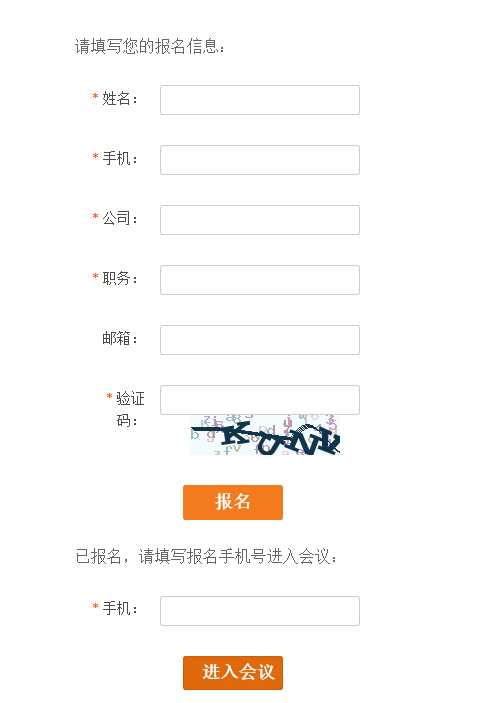 请填写您的报名信息：
* 姓名：
* 手机：
* 公司：
* 职务：
邮箱：
* 验证
码：
报名
已报名，请填写报名手机号进入会议：
* 手机：
进入会议